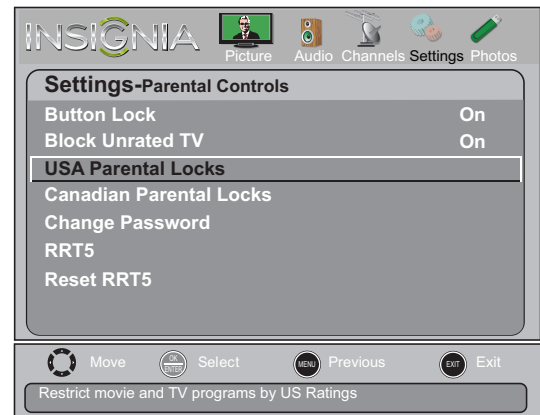 INSIGNIA
Picture Audio Channels Settings Photos
Settings-Parental Controls
Button Lock On
Block Unrated TV On
USA Parental Locks
Canadian Parental Locks
Change Password
RRT5
Reset RRT5
Move OK ENTER Select MENU Previous EXIT Exit
Restrict movie and TV programs by US Ratings